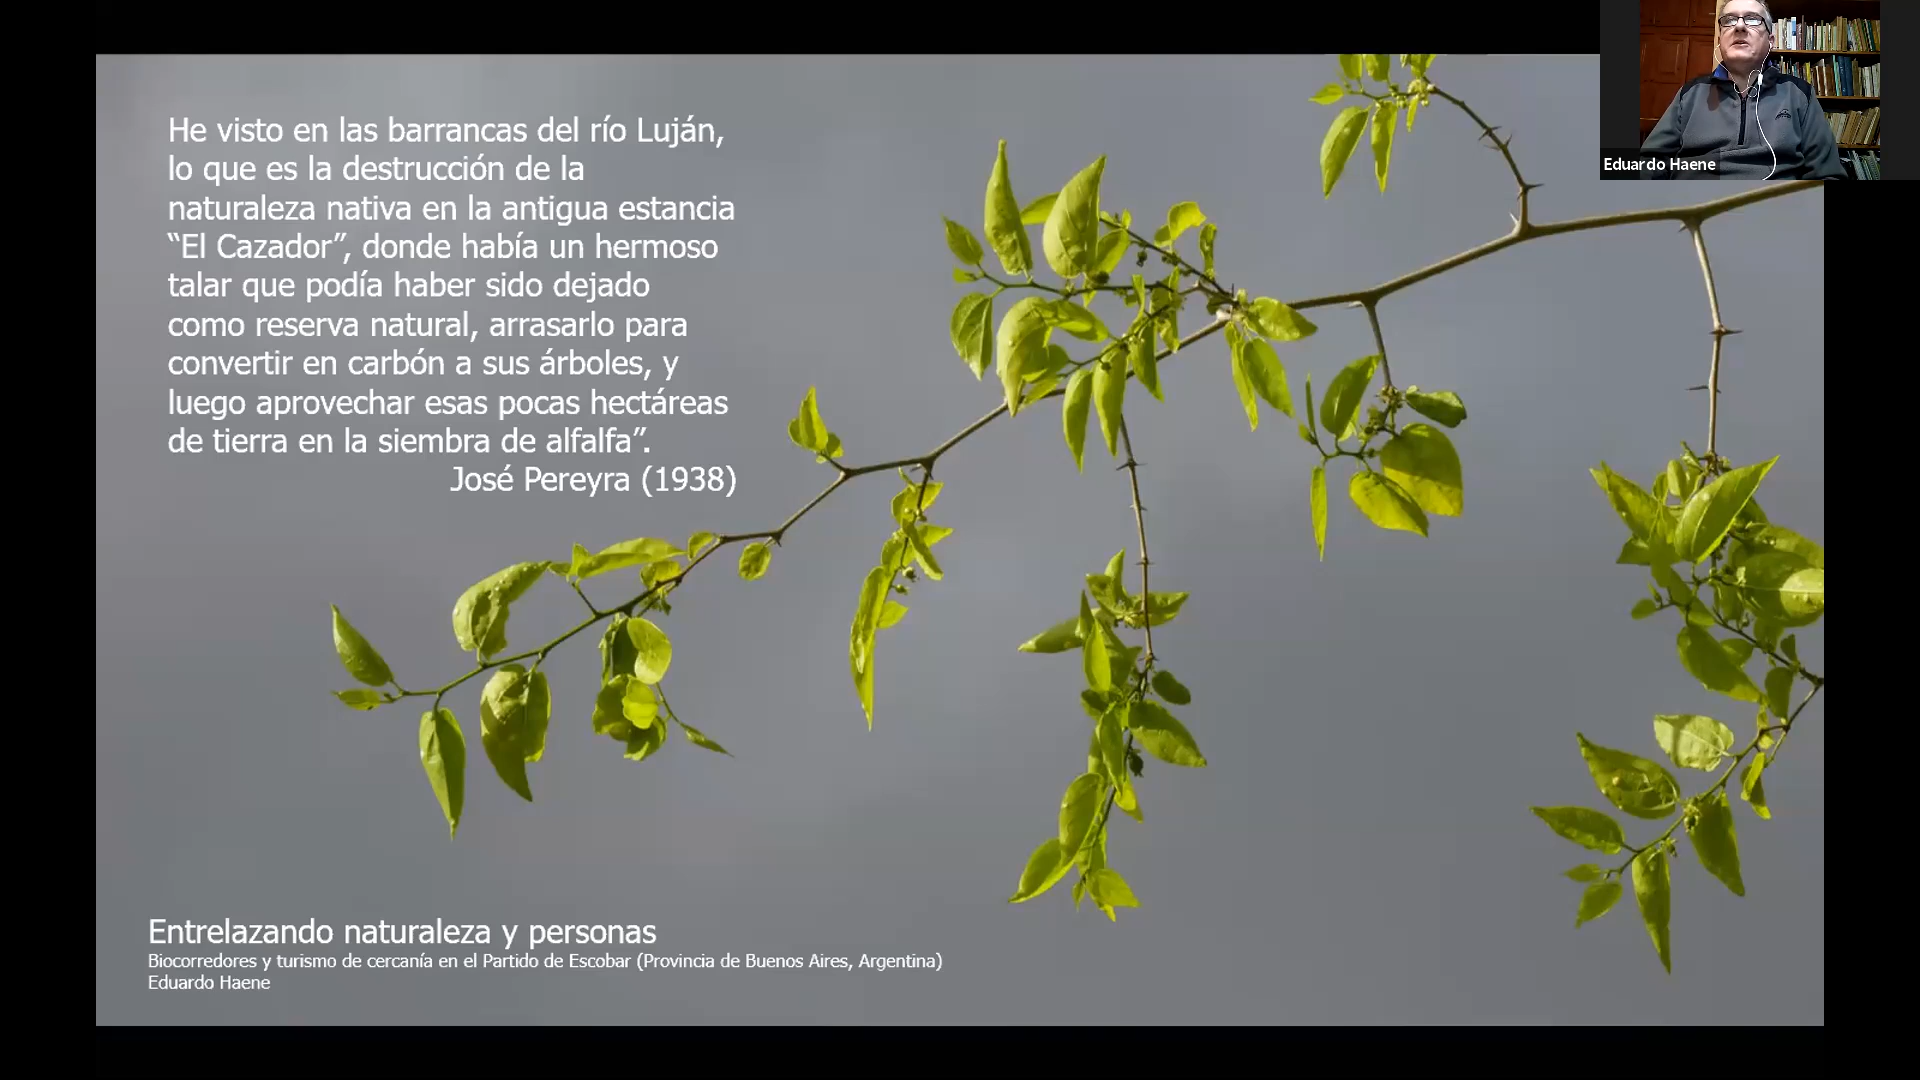 He visto en las barrancas del río Luján,
lo que es la destrucción de la
naturaleza nativa en la antigua estancia
“El Cazador”, donde había un hermoso
talar que podía haber sido dejado
como reserva natural, arrasarlo para
convertir en carbón a sus árboles, y
luego aprovechar esas pocas hectáreas
de tierra en la siembra de alfalfa”.
José Pereyra (1938)
Eduardo Haene
Entrelazando naturaleza y personas
Biocorredores y turismo de cercanía en el Partido de Escobar (Provincia de Buenos Aires, Argentina)
Eduardo Haene